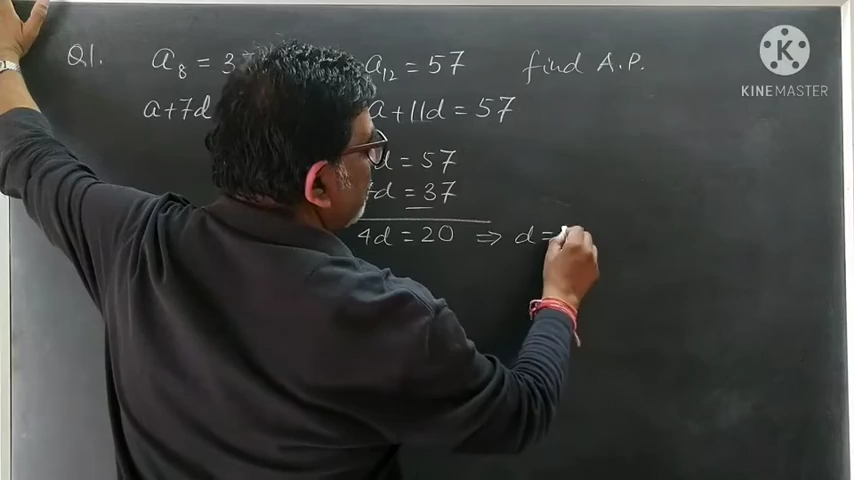 Q1. a₈ = 3 a₁₂ = 57 find A.P.
a+7d a + 11d = 57
d = 57
d = 37
4d = 20 ⇒ d =
K
KINEMASTER